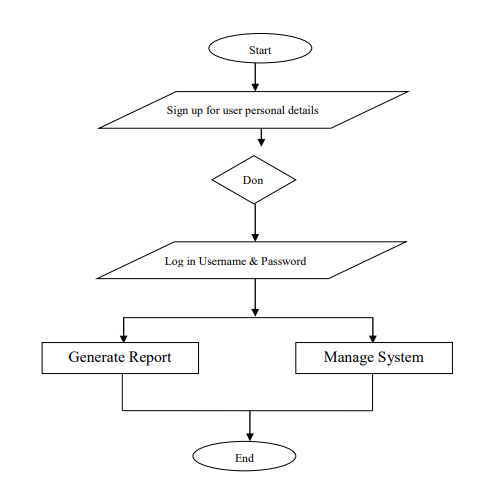 Start
Sign up for user personal details
Don
Log in Username & Password
Generate Report
Manage System
End